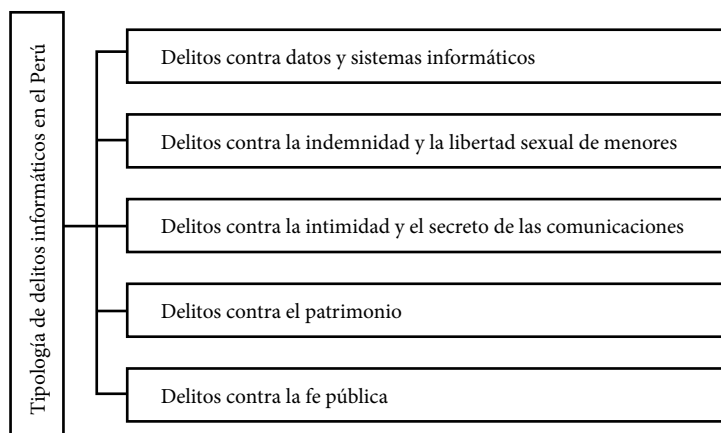 Tipología de delitos informáticos en el Perú
Delitos contra datos y sistemas informáticos
Delitos contra la indemnidad y la libertad sexual de menores
Delitos contra la intimidad y el secreto de las comunicaciones
Delitos contra el patrimonio
Delitos contra la fe pública